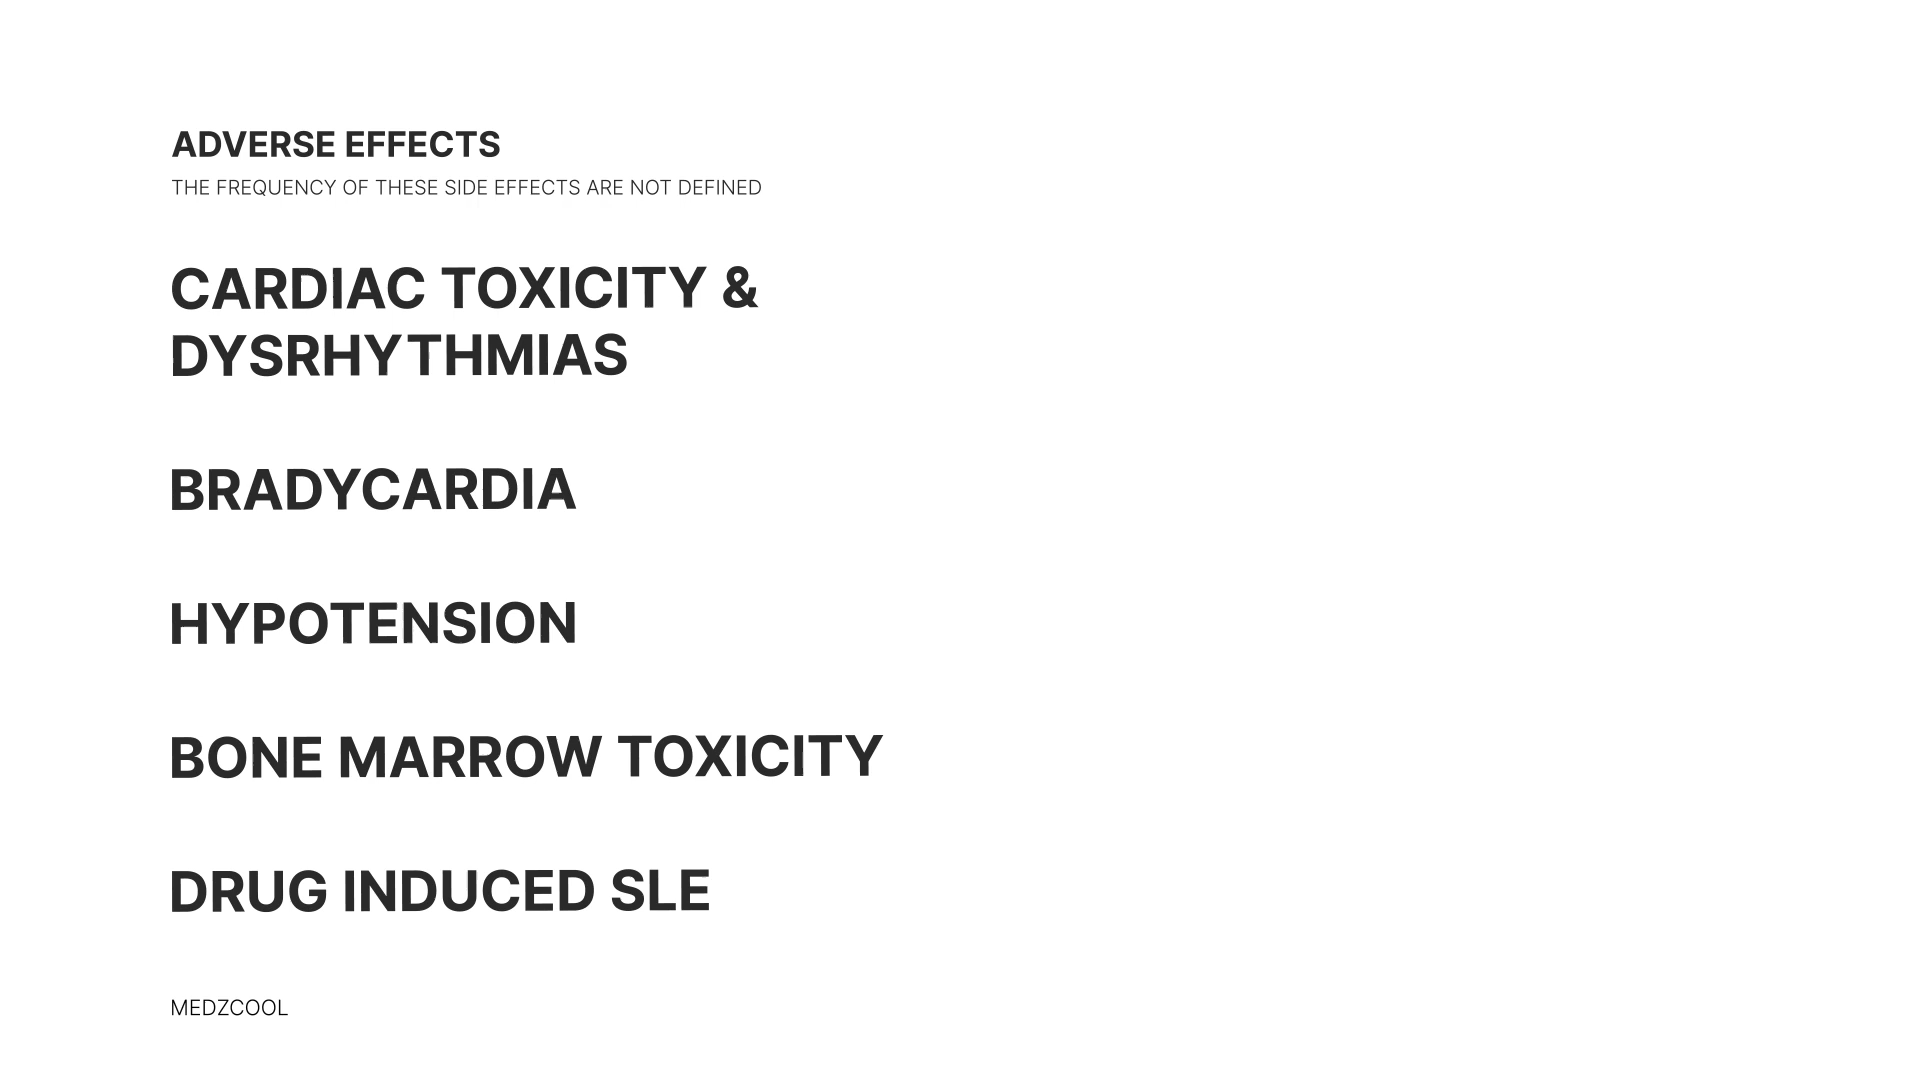 ADVERSE EFFECTS
THE FREQUENCY OF THESE SIDE EFFECTS ARE NOT DEFINED
CARDIAC TOXICITY &
DYSRHYTHMIAS
BRADYCARDIA
HYPOTENSION
BONE MARROW TOXICITY
DRUG INDUCED SLE
MEDZCOOL